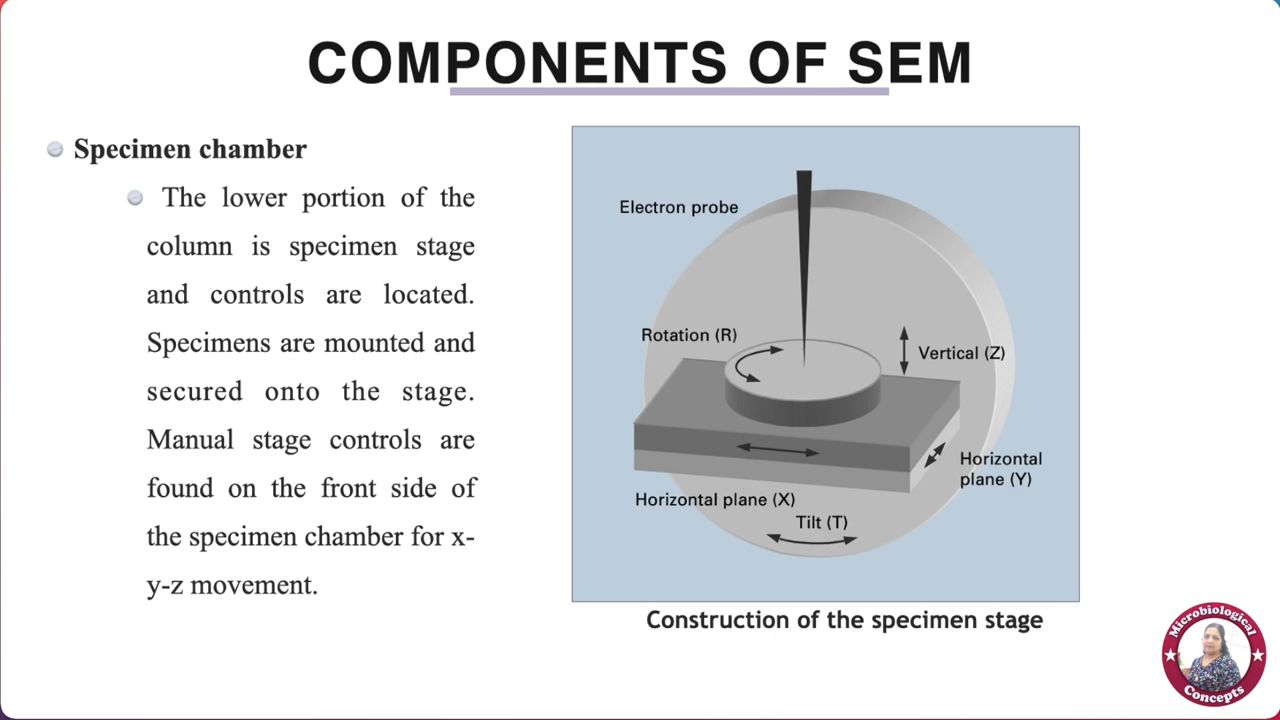 COMPONENTS OF SEM
Specimen chamber
The lower portion of the
column is specimen stage
and controls are located.
Specimens are mounted and
secured onto the stage.
Manual stage controls are
found on the front side of
the specimen chamber for x-
y-z movement.
Electron probe
Rotation (R)
Vertical (Z)
Horizontal
plane (Y)
Horizontal plane (X)
Tilt (T)
Construction of the specimen stage
Microbiological
Concepts